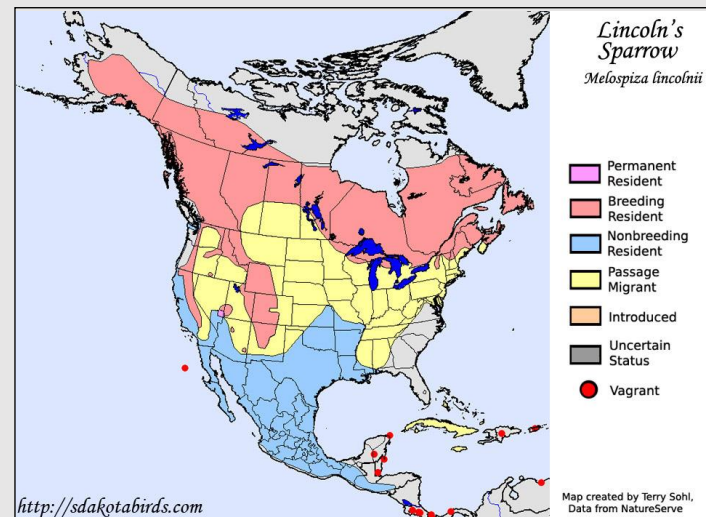 Lincoln's
Sparrow
Melospiza lincolnii
Permanent
Resident
Breeding
Resident
Nonbreeding
Resident
Passage
Migrant
Introduced
Uncertain
Status
Vagrant
http://sdakotabirds.com
Map created by Terry Sohl,
Data from NatureServe